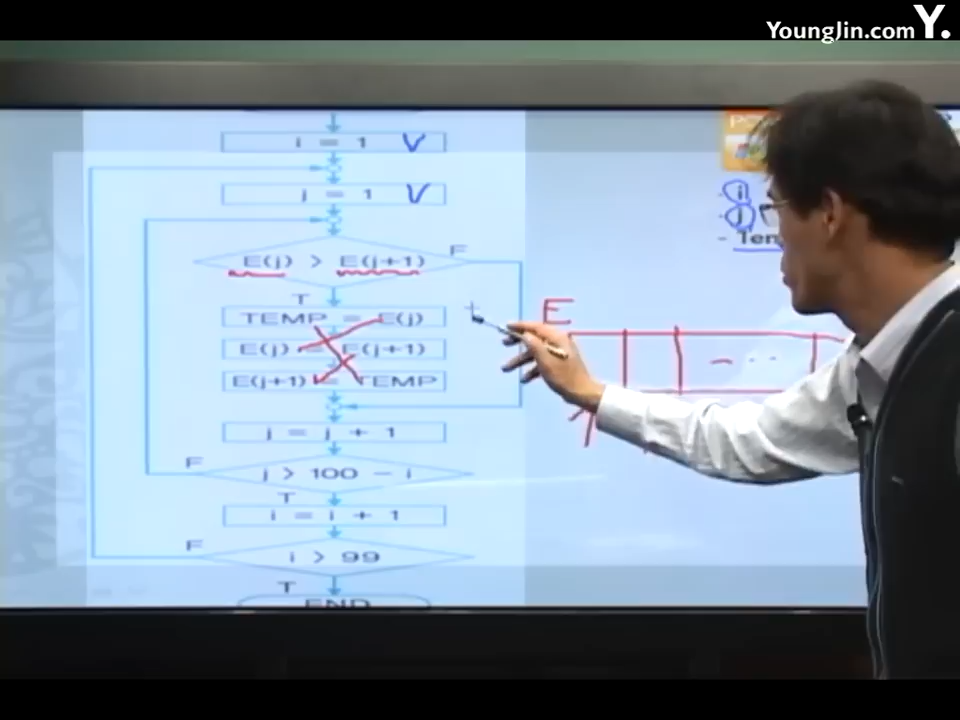 YoungJin.com Y.
i = 1 V
j = 1 V
i
j
E(j) > E(j+1)
F
T
TEMP = E(j)
E
E(j) = E(j+1)
E(j+1) = TEMP
j = j + 1
F
j > 100 - i
T
i = i + 1
F
i > 99
T
END